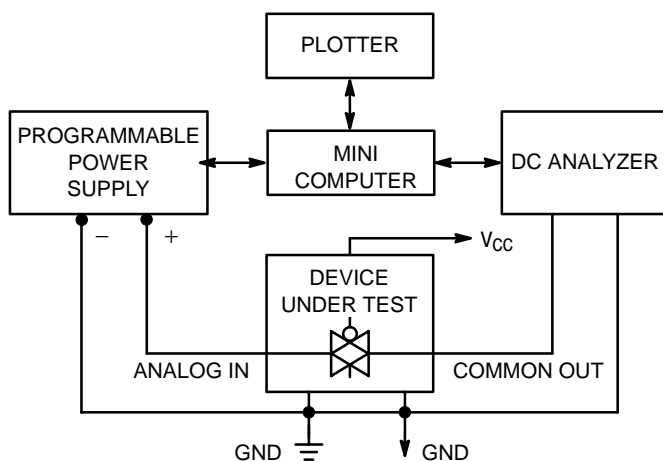 PLOTTER
PROGRAMMABLE
POWER
SUPPLY
MINI
COMPUTER
DC ANALYZER
– +
VCC
DEVICE
UNDER TEST
ANALOG IN
COMMON OUT
GND
GND